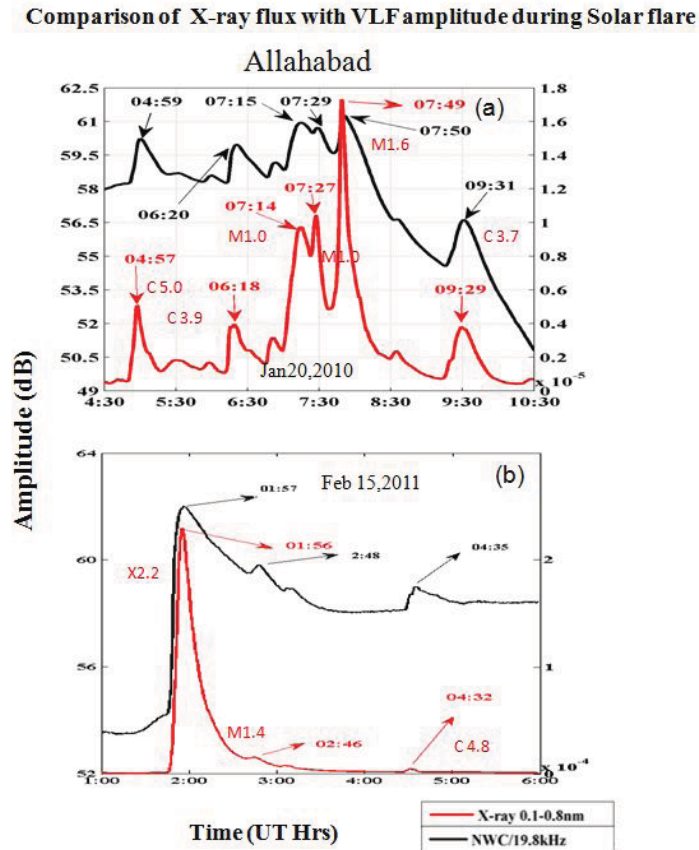 Comparison of X-ray flux with VLF amplitude during Solar flare
Allahabad
(a)
62.5
61
59.5
58
56.5
55
53.5
52
50.5
49
1.8
1.6
1.4
1.2
1
0.8
0.6
0.4
0.2
0
x 10-5
04:59
07:15
07:29
07:49
07:50
M1.6
06:20
07:27
07:14
M1.0
M1.0
09:31
C 3.7
04:57
C 5.0
C 3.9
06:18
09:29
Jan20,2010
4:30
5:30
6:30
7:30
8:30
9:30
10:30
Amplitude (dB)
(b)
64
60
56
52
2
1
0
x 10-4
01:57
Feb 15,2011
01:56
2:48
04:35
X2.2
M1.4
02:46
04:32
C 4.8
1:00
2:00
3:00
4:00
5:00
6:00
Time (UT Hrs)
X-ray 0.1-0.8nm
NWC/19.8kHz